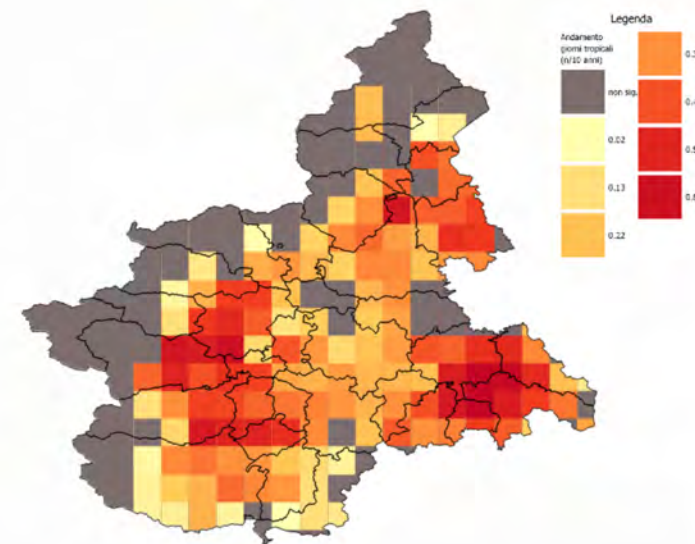 Legenda
Andamento
giorni tropicali
(n/10 anni)
non sig.
0.02
0.13
0.22